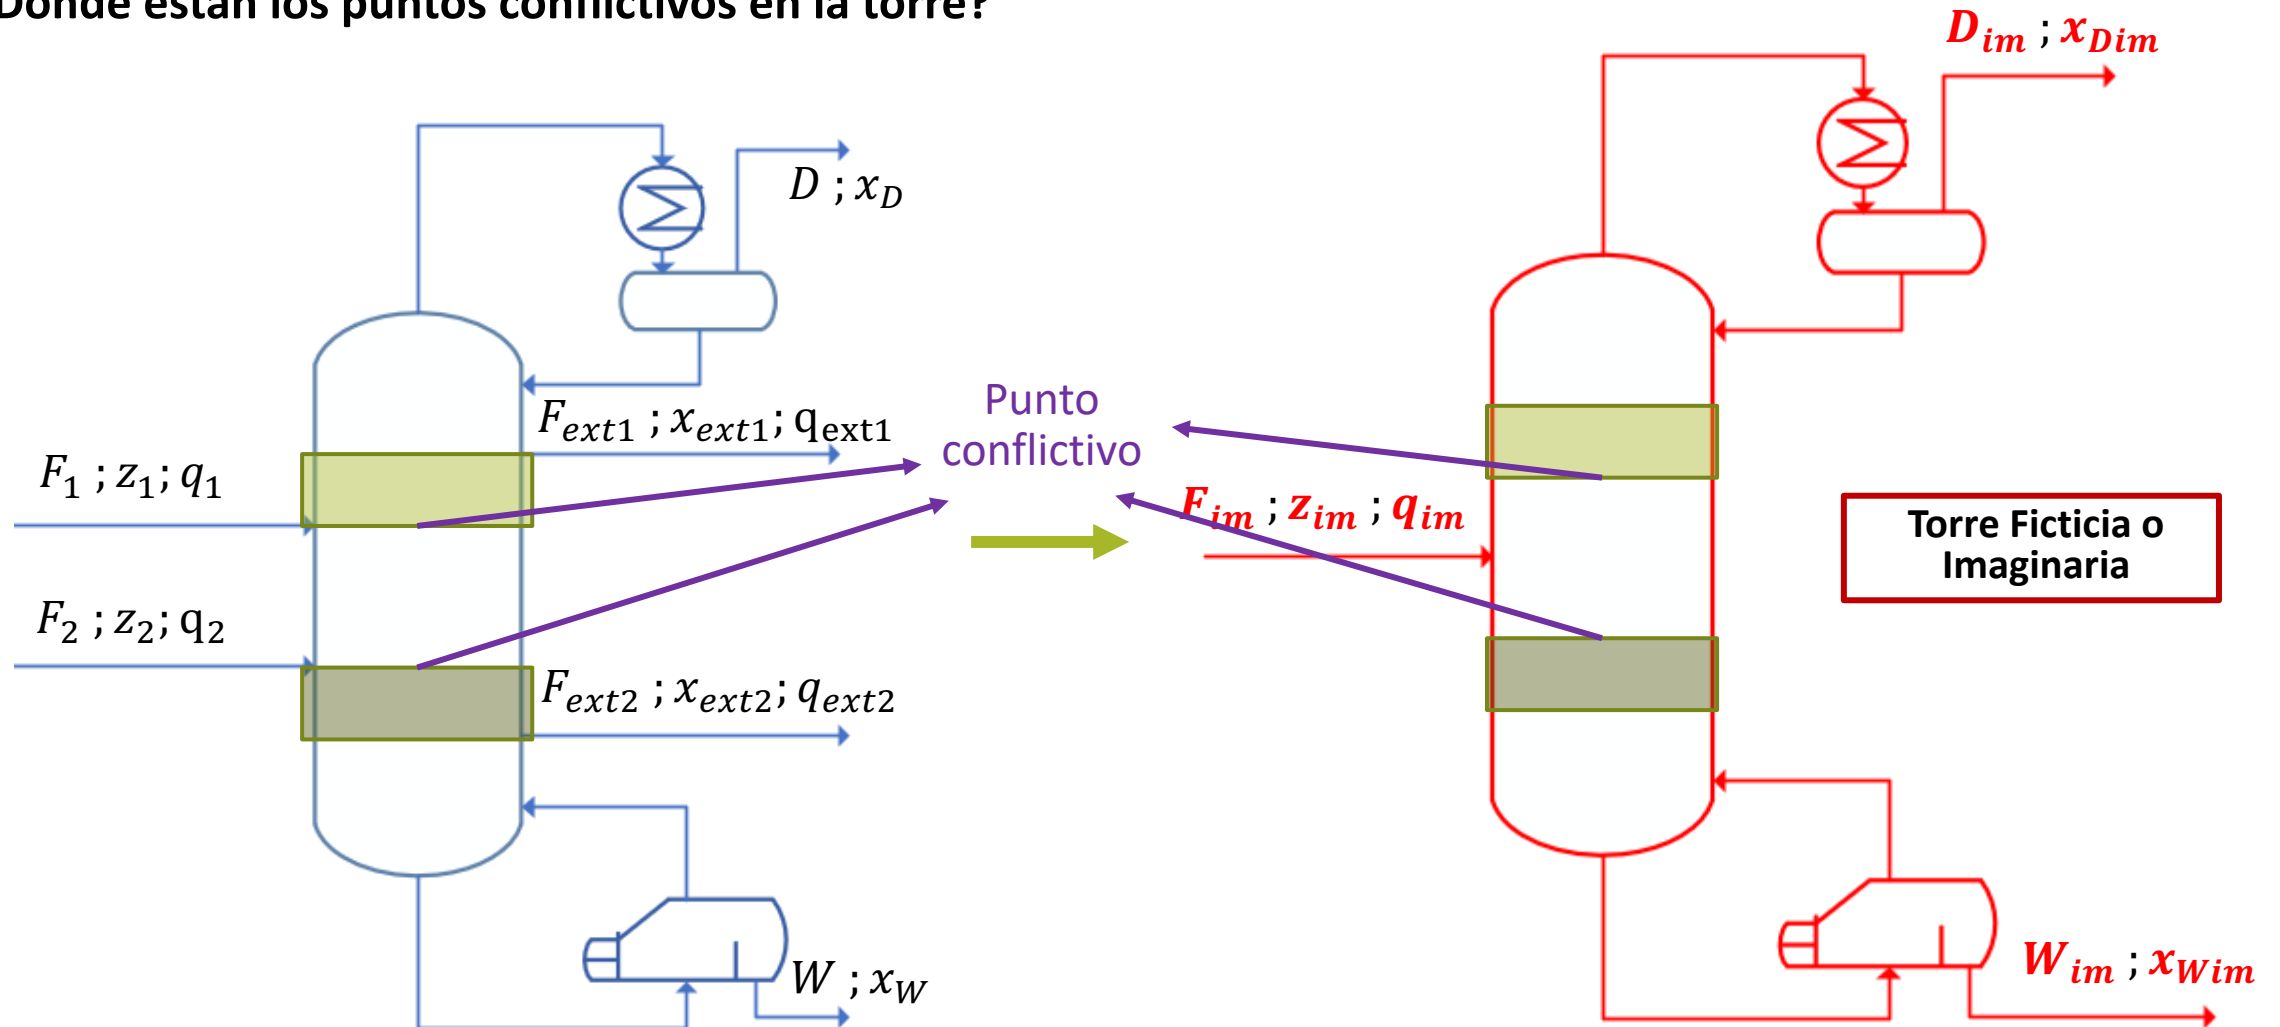 Dónde están los puntos conflictivos en la torre?
D_im ; x_Dim
D ; x_D
F_ext1 ; x_ext1; q_ext1
Punto
conflictivo
F_1 ; z_1; q_1
F_im ; z_im ; q_im
Torre Ficticia o
Imaginaria
F_2 ; z_2; q_2
F_ext2 ; x_ext2; q_ext2
W ; x_W
W_im ; x_Wim